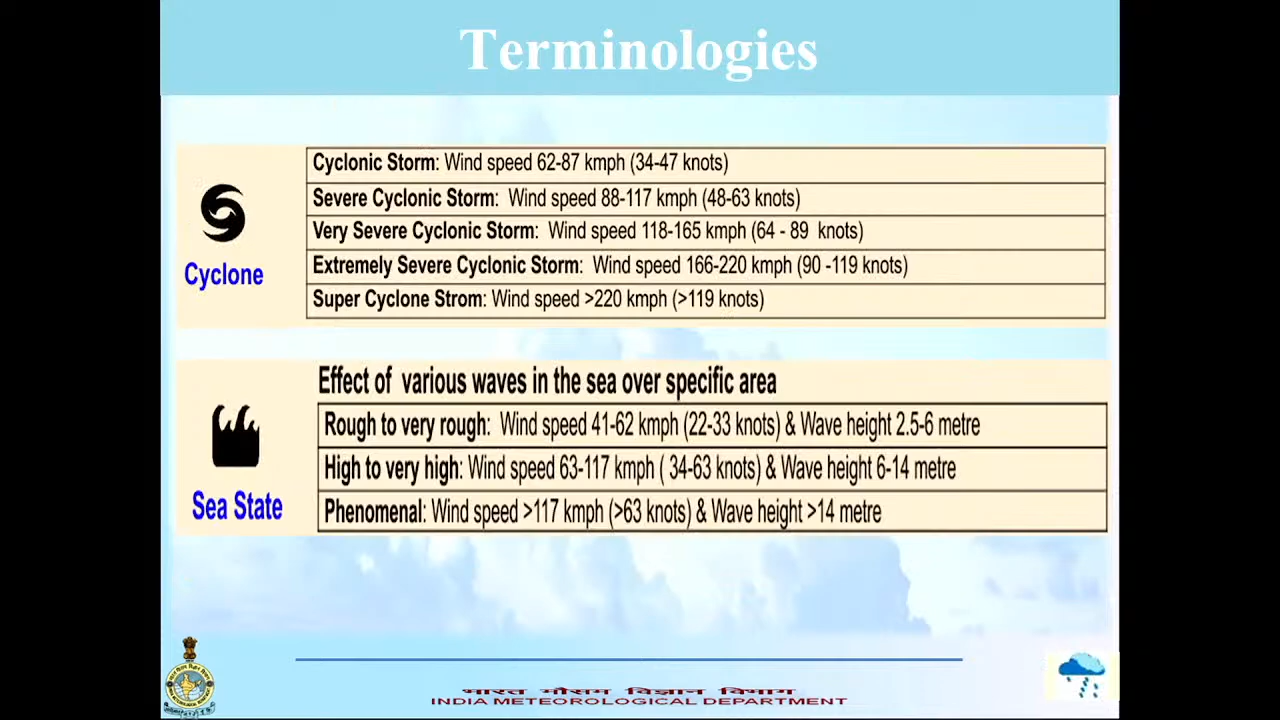 Terminologies
Cyclonic Storm: Wind speed 62-87 kmph (34-47 knots)
Severe Cyclonic Storm: Wind speed 88-117 kmph (48-63 knots)
Very Severe Cyclonic Storm: Wind speed 118-165 kmph (64 - 89 knots)
Extremely Severe Cyclonic Storm: Wind speed 166-220 kmph (90 -119 knots)
Super Cyclone Strom: Wind speed >220 kmph (>119 knots)
Cyclone
Effect of various waves in the sea over specific area
Rough to very rough: Wind speed 41-62 kmph (22-33 knots) & Wave height 2.5-6 metre
High to very high: Wind speed 63-117 kmph ( 34-63 knots) & Wave height 6-14 metre
Phenomenal: Wind speed >117 kmph (>63 knots) & Wave height >14 metre
Sea State
भारत मौसम विज्ञान विभाग
INDIA METEOROLOGICAL DEPARTMENT